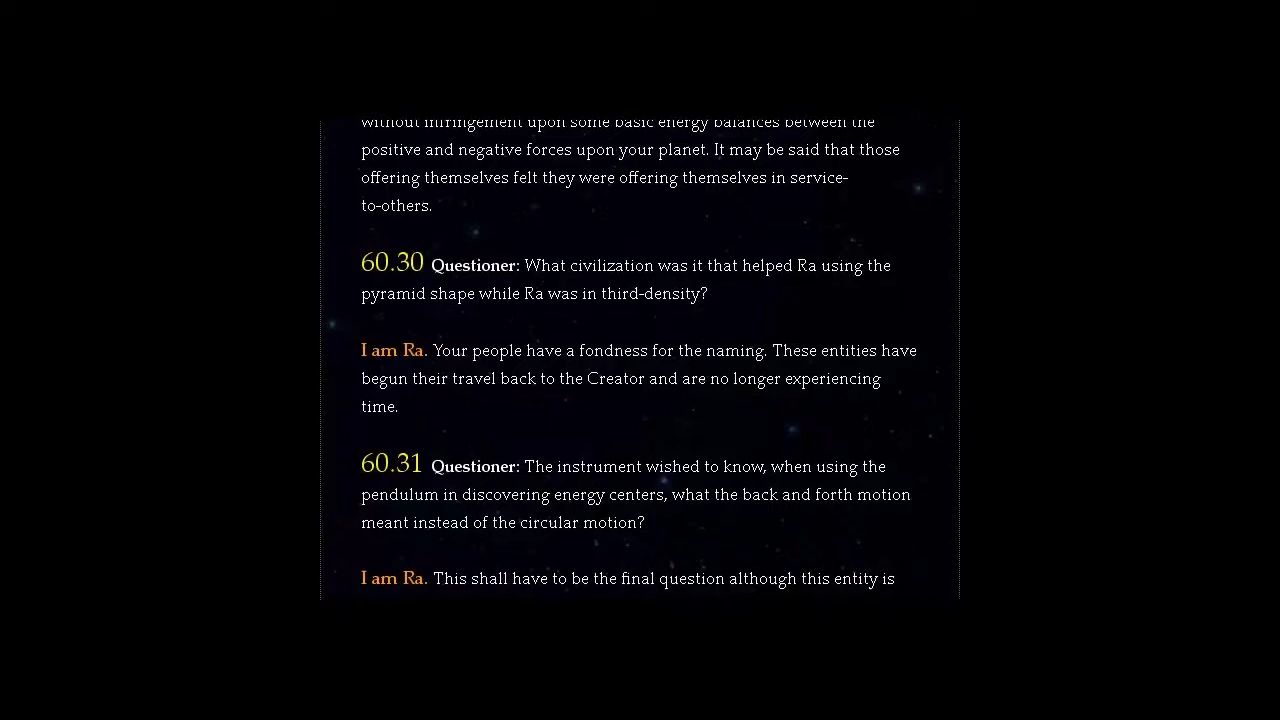 without infringement upon some basic energy balances between the
positive and negative forces upon your planet. It may be said that those
offering themselves felt they were offering themselves in service-
to-others.
60.30 Questioner: What civilization was it that helped Ra using the
pyramid shape while Ra was in third-density?
I am Ra. Your people have a fondness for the naming. These entities have
begun their travel back to the Creator and are no longer experiencing
time.
60.31 Questioner: The instrument wished to know, when using the
pendulum in discovering energy centers, what the back and forth motion
meant instead of the circular motion?
I am Ra. This shall have to be the final question although this entity is